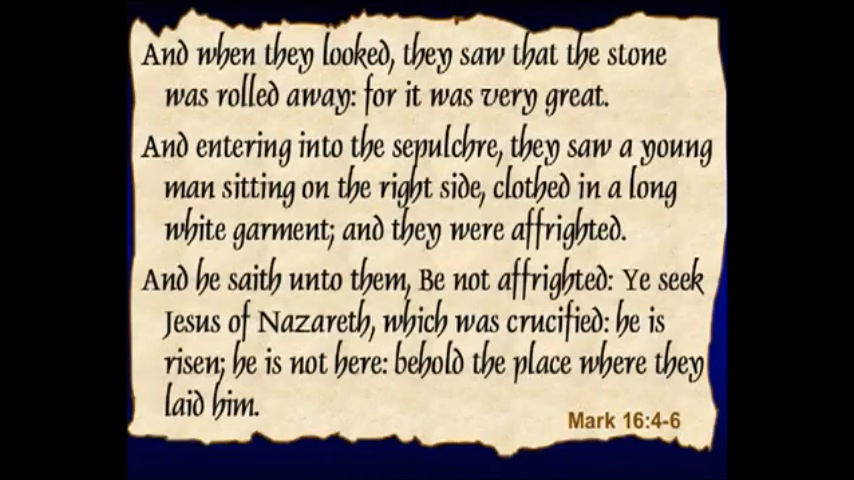 And when they looked, they saw that the stone
was rolled away: for it was very great.
And entering into the sepulchre, they saw a young
man sitting on the right side, clothed in a long
white garment; and they were affrighted.
And he saith unto them, Be not affrighted: Ye seek
Jesus of Nazareth, which was crucified: he is
risen; he is not here: behold the place where they
laid him.
Mark 16:4-6